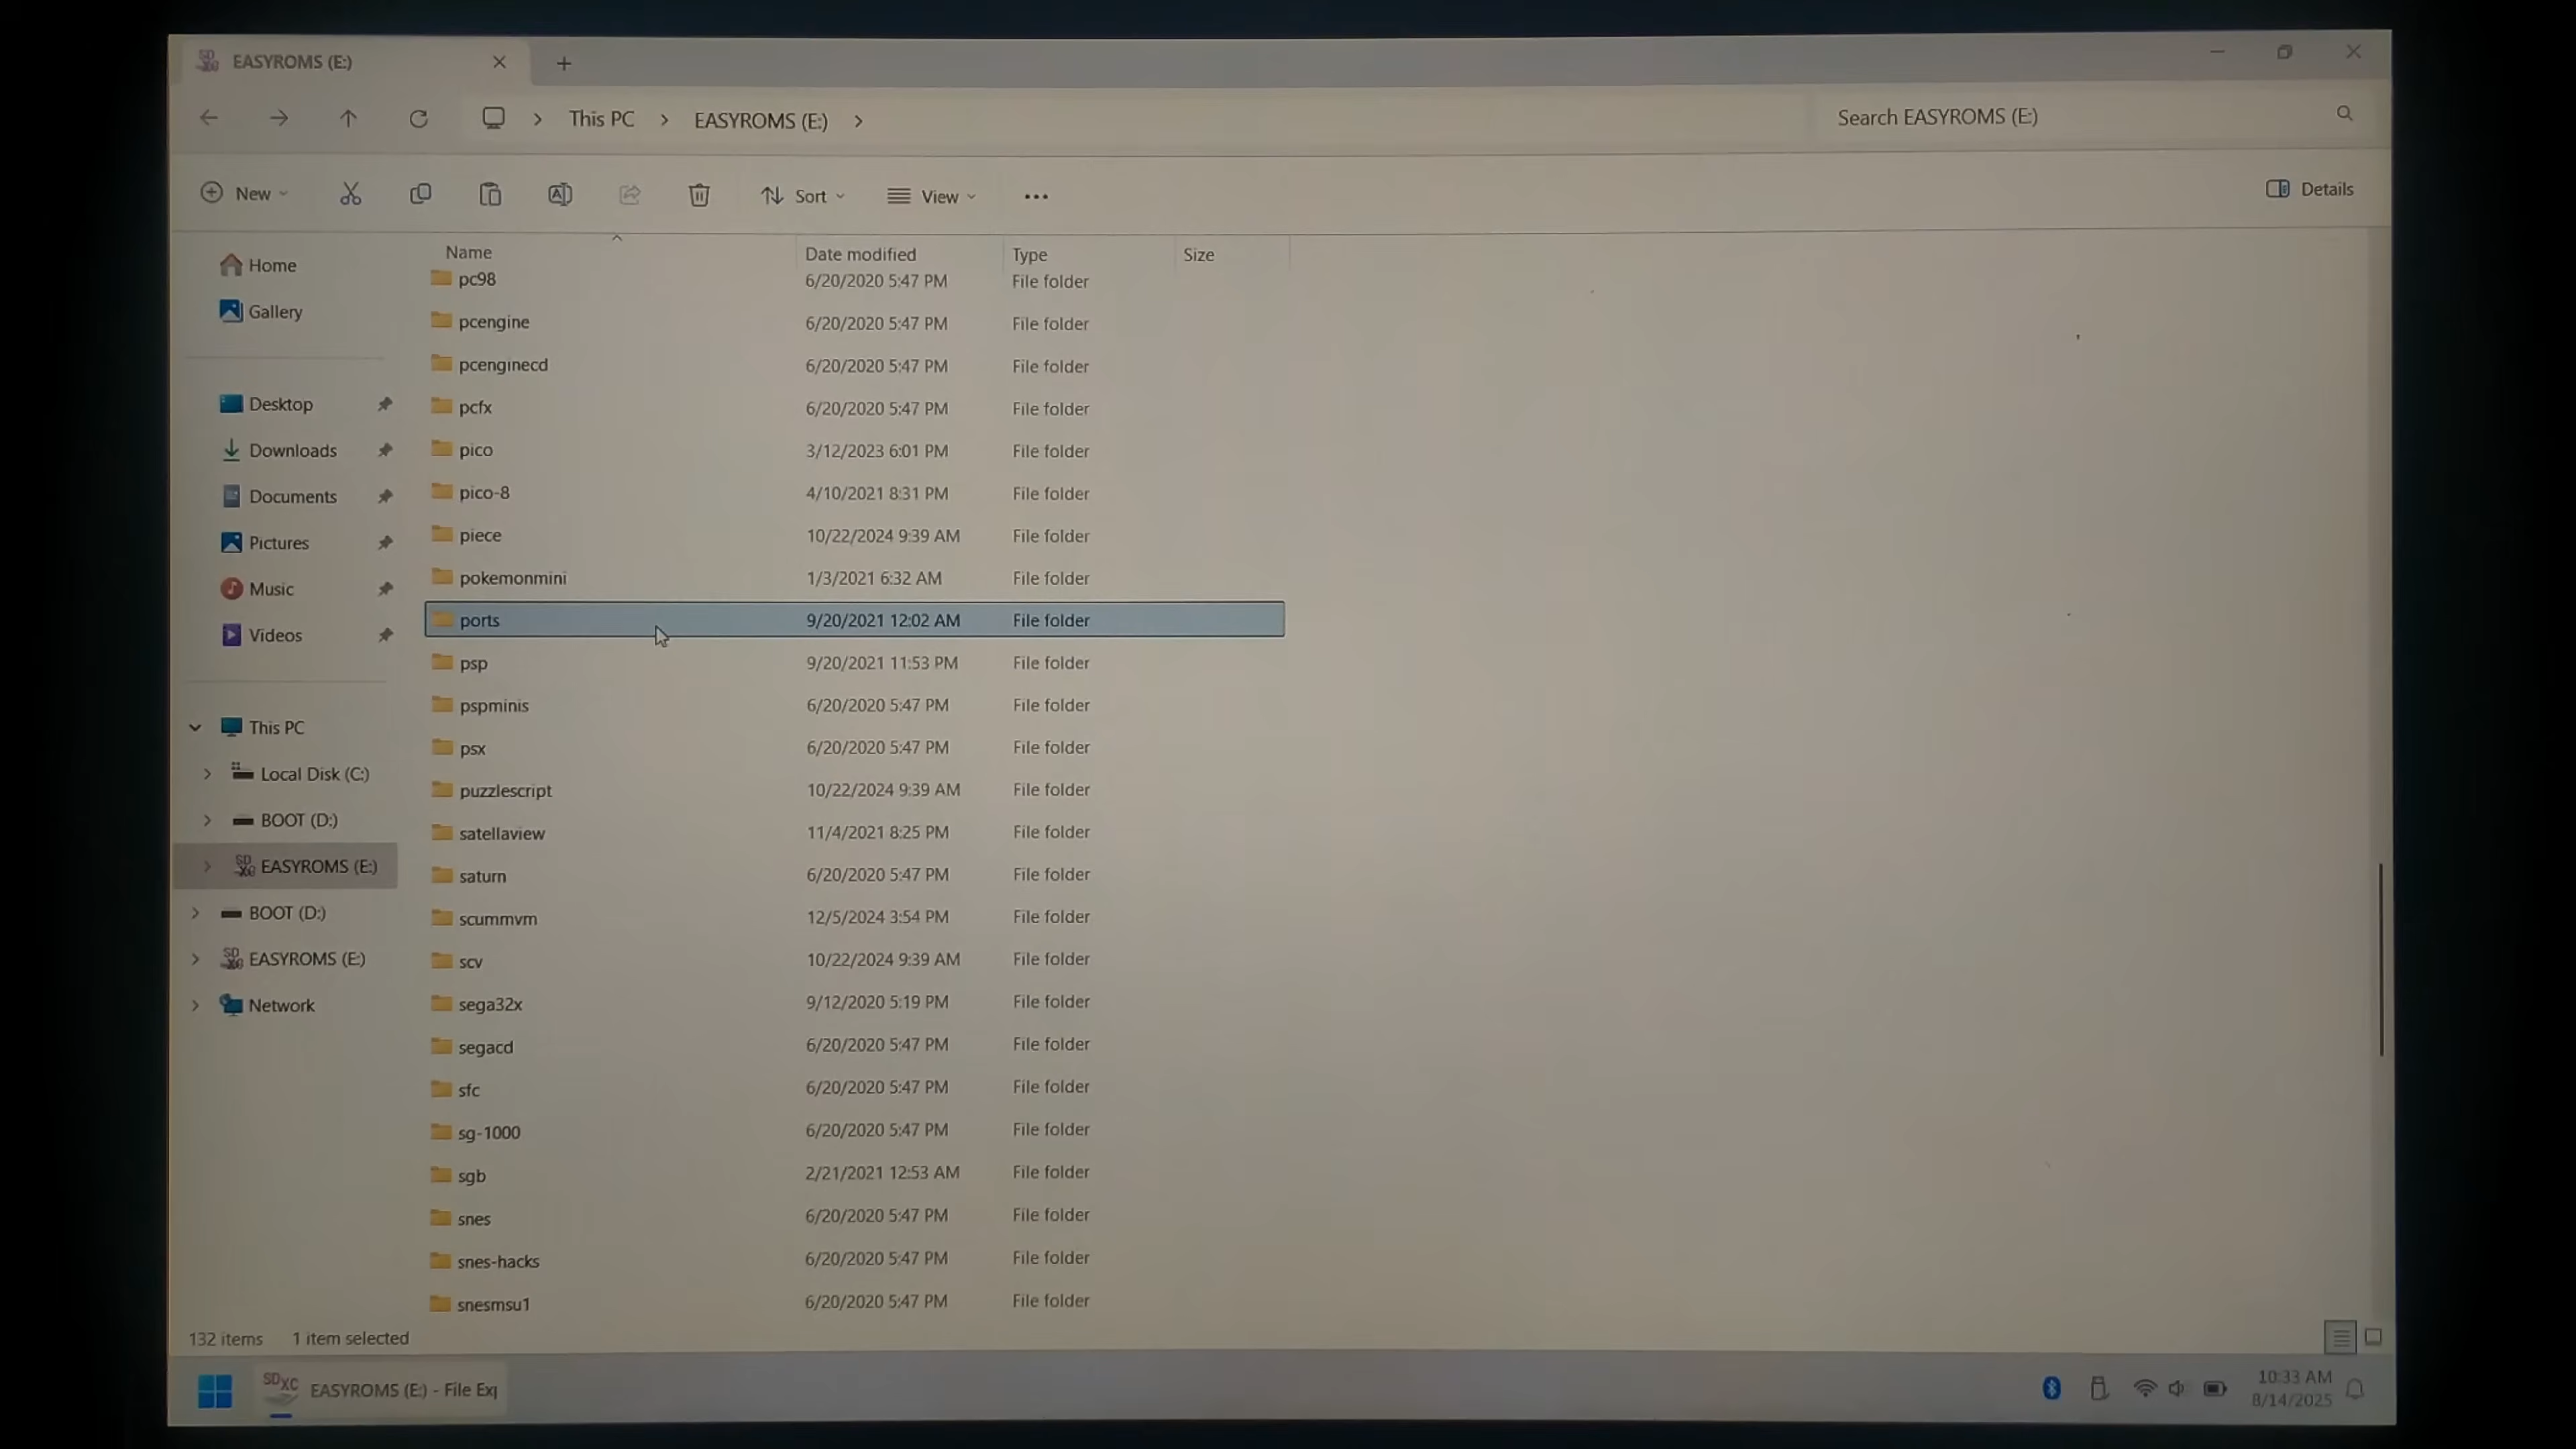 EASYROMS (E:)
This PC > EASYROMS (E:) >
Search EASYROMS (E:)
New
Sort
View
Details
Name Date modified Type Size
Home
Gallery
Desktop
Downloads
Documents
Pictures
Music
Videos
This PC
Local Disk (C:)
BOOT (D:)
EASYROMS (E:)
BOOT (D:)
EASYROMS (E:)
Network
pc98 6/20/2020 5:47 PM File folder
pcengine 6/20/2020 5:47 PM File folder
pcenginecd 6/20/2020 5:47 PM File folder
pcfx 6/20/2020 5:47 PM File folder
pico 3/12/2023 6:01 PM File folder
pico-8 4/10/2021 8:31 PM File folder
piece 10/22/2024 9:39 AM File folder
pokemonmini 1/3/2021 6:32 AM File folder
ports 9/20/2021 12:02 AM File folder
psp 9/20/2021 11:53 PM File folder
pspminis 6/20/2020 5:47 PM File folder
psx 6/20/2020 5:47 PM File folder
puzzlescript 10/22/2024 9:39 AM File folder
satellaview 11/4/2021 8:25 PM File folder
saturn 6/20/2020 5:47 PM File folder
scummvm 12/5/2024 3:54 PM File folder
scv 10/22/2024 9:39 AM File folder
sega32x 9/12/2020 5:19 PM File folder
segacd 6/20/2020 5:47 PM File folder
sfc 6/20/2020 5:47 PM File folder
sg-1000 6/20/2020 5:47 PM File folder
sgb 2/21/2021 12:53 AM File folder
snes 6/20/2020 5:47 PM File folder
snes-hacks 6/20/2020 5:47 PM File folder
snesmsu1 6/20/2020 5:47 PM File folder
132 items 1 item selected
SDXC EASYROMS (E:) - File Exp
10:33 AM
8/14/2025